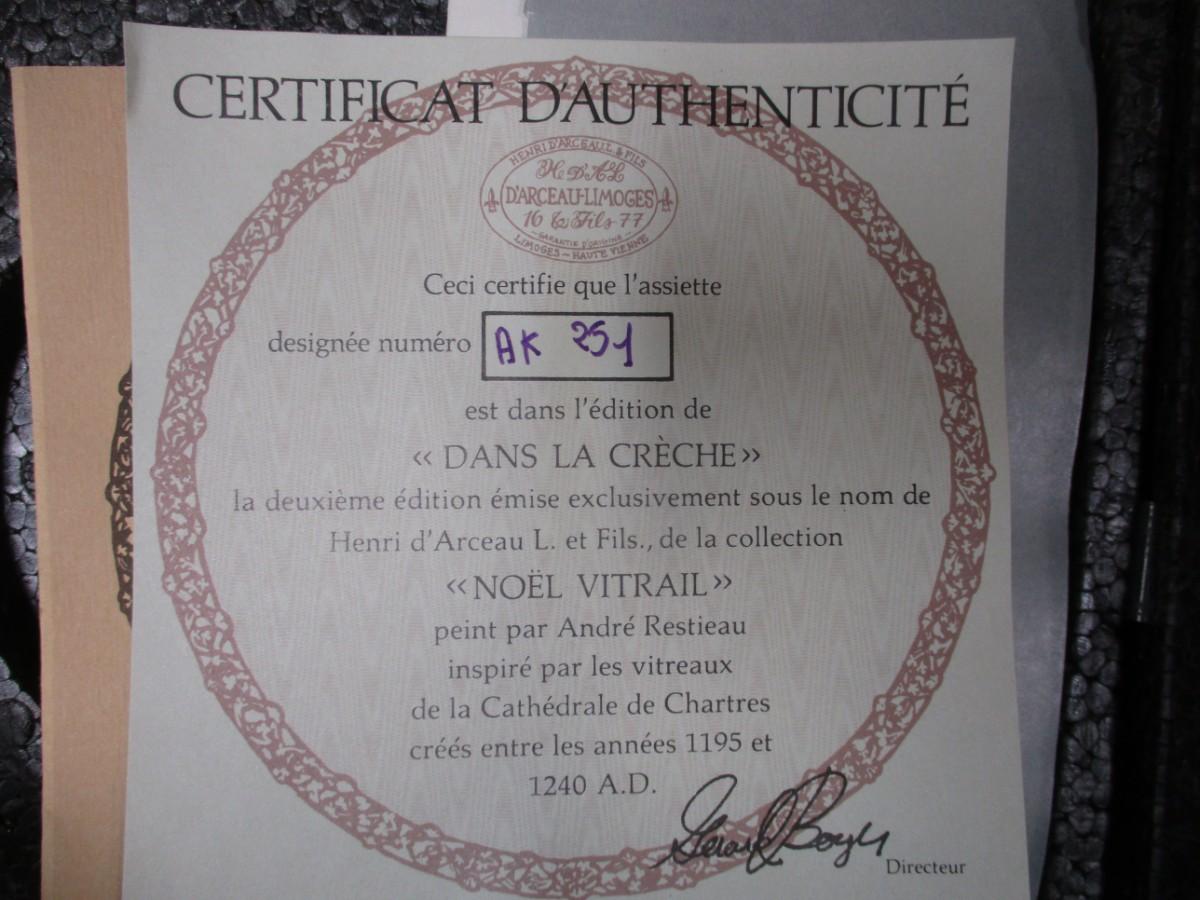 CERTIFICAT D'AUTHENTICITÉ
HENRI D'ARCEAU L & FILS
H. D'A L
D'ARCEAU-LIMOGES
16 & Fils 77
GARANTIE D'ORIGINE
LIMOGES ~ HAUTE VIENNE
Ceci certifie que l'assiette
designée numéro AK 251
est dans l'édition de
‹‹ DANS LA CRÈCHE ››
la deuxième édition émise exclusivement sous le nom de
Henri d'Arceau L. et Fils., de la collection
‹‹ NOËL VITRAIL ››
peint par André Restieau
inspiré par les vitreaux
de la Cathédrale de Chartres
créés entre les années 1195 et
1240 A.D.
Directeur